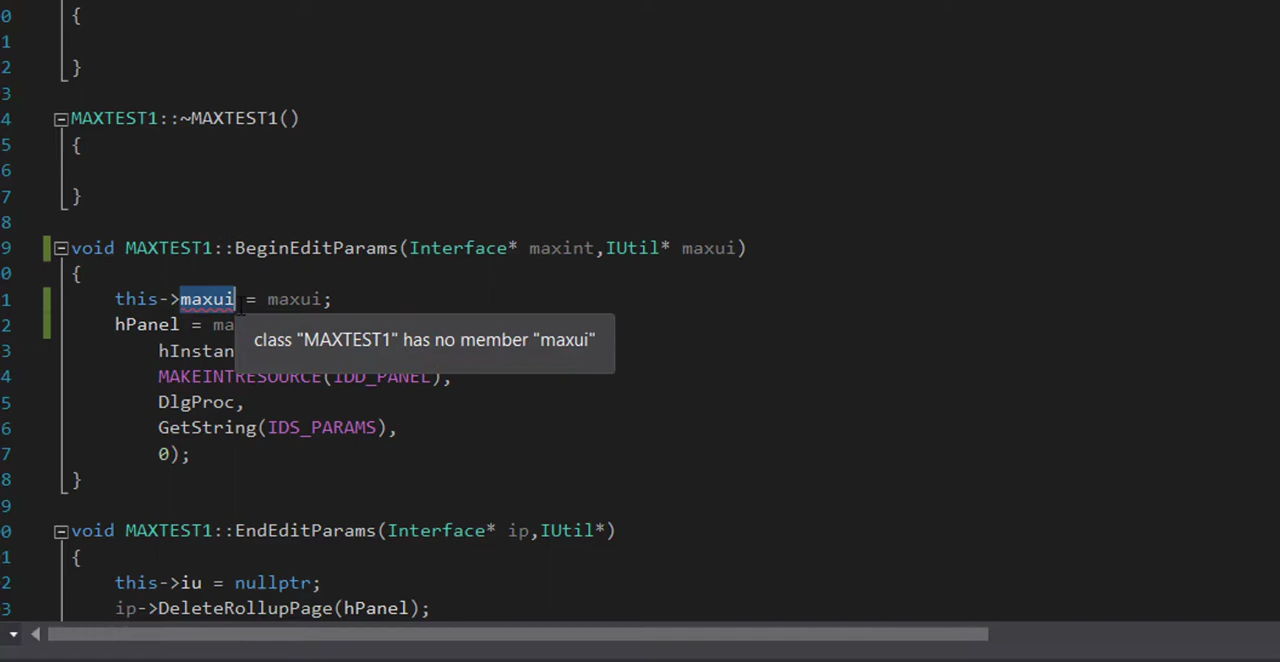 0 {
1
2 }
3
4 MAXTEST1::~MAXTEST1()
5 {
6
7 }
8
9 void MAXTEST1::BeginEditParams(Interface* maxint,IUtil* maxui)
0 {
1 this->maxui = maxui;
2 hPanel = ma
class "MAXTEST1" has no member "maxui"
3 hInstan
4 MAKEINTRESOURCE(IDD_PANEL),
5 DlgProc,
6 GetString(IDS_PARAMS),
7 0);
8 }
9
0 void MAXTEST1::EndEditParams(Interface* ip,IUtil*)
1 {
2 this->iu = nullptr;
3 ip->DeleteRollupPage(hPanel);